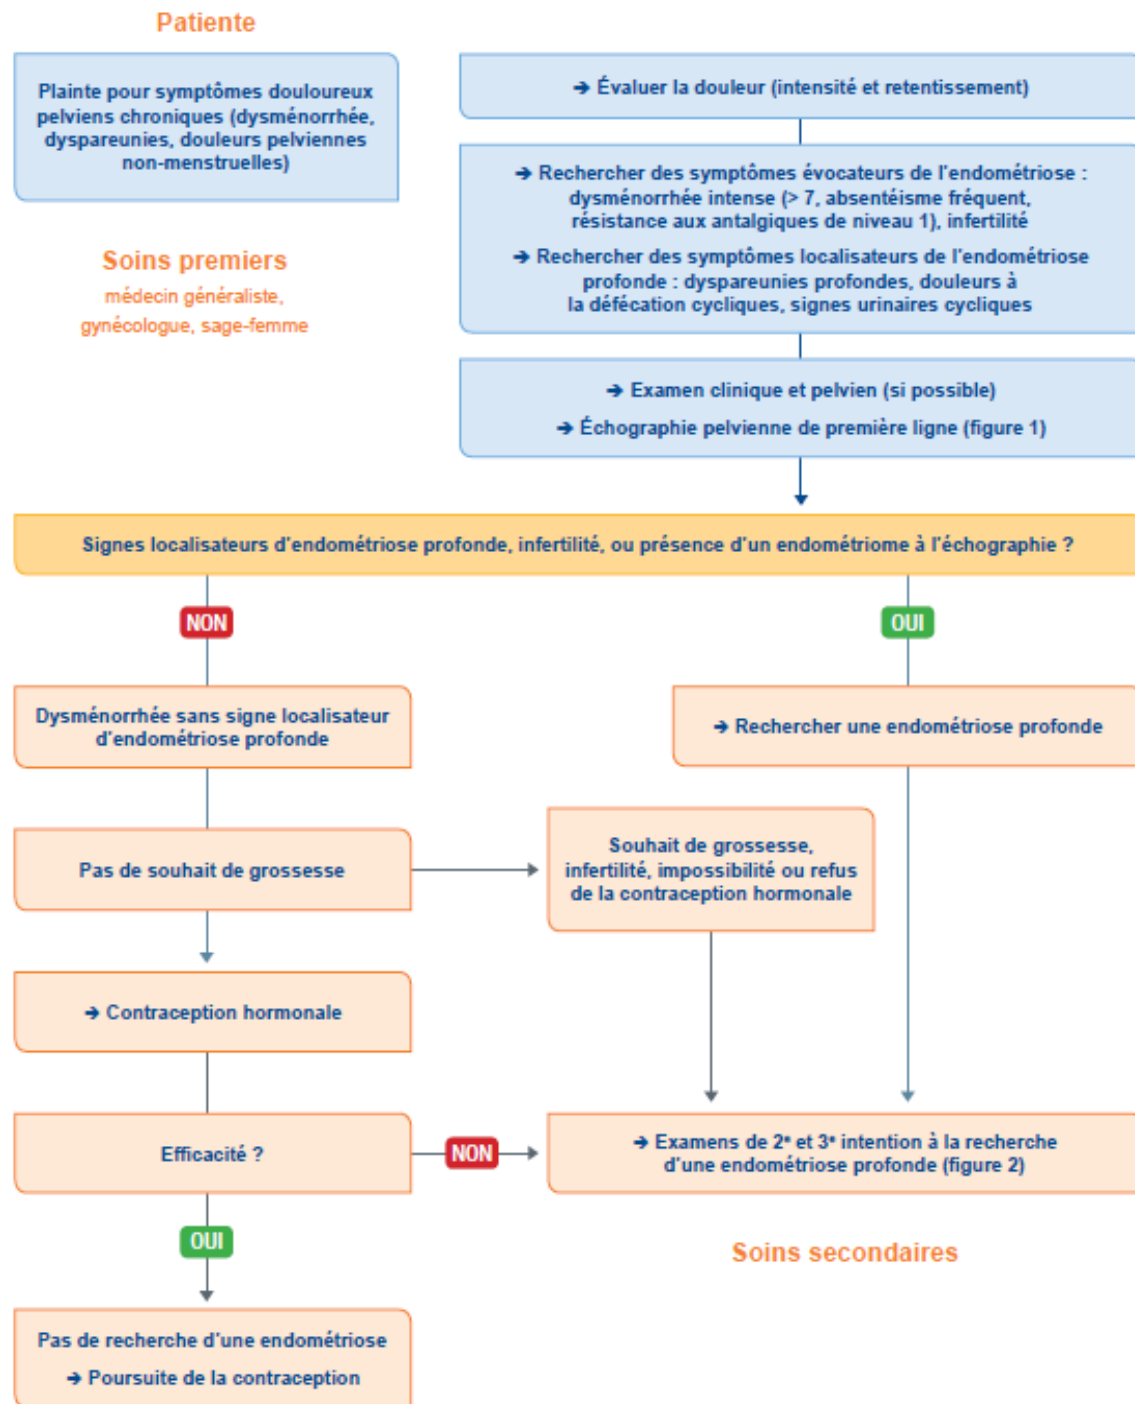 Patiente
Plainte pour symptômes douloureux
pelviens chroniques (dysménorrhée,
dyspareunies, douleurs pelviennes
non-menstruelles)
Soins premiers
médecin généraliste,
gynécologue, sage-femme
➔ Évaluer la douleur (intensité et retentissement)
➔ Rechercher des symptômes évocateurs de l'endométriose :
dysménorrhée intense (> 7, absentéisme fréquent,
résistance aux antalgiques de niveau 1), infertilité
➔ Rechercher des symptômes localisateurs de l'endométriose
profonde : dyspareunies profondes, douleurs à
la défécation cycliques, signes urinaires cycliques
➔ Examen clinique et pelvien (si possible)
➔ Échographie pelvienne de première ligne (figure 1)
Signes localisateurs d'endométriose profonde, infertilité, ou présence d'un endométriome à l'échographie ?
NON
OUI
Dysménorrhée sans signe localisateur
d'endométriose profonde
➔ Rechercher une endométriose profonde
Pas de souhait de grossesse
Souhait de grossesse,
infertilité, impossibilité ou refus
de la contraception hormonale
➔ Contraception hormonale
Efficacité ?
NON
➔ Examens de 2ᵉ et 3ᵉ intention à la recherche
d'une endométriose profonde (figure 2)
OUI
Soins secondaires
Pas de recherche d'une endométriose
➔ Poursuite de la contraception